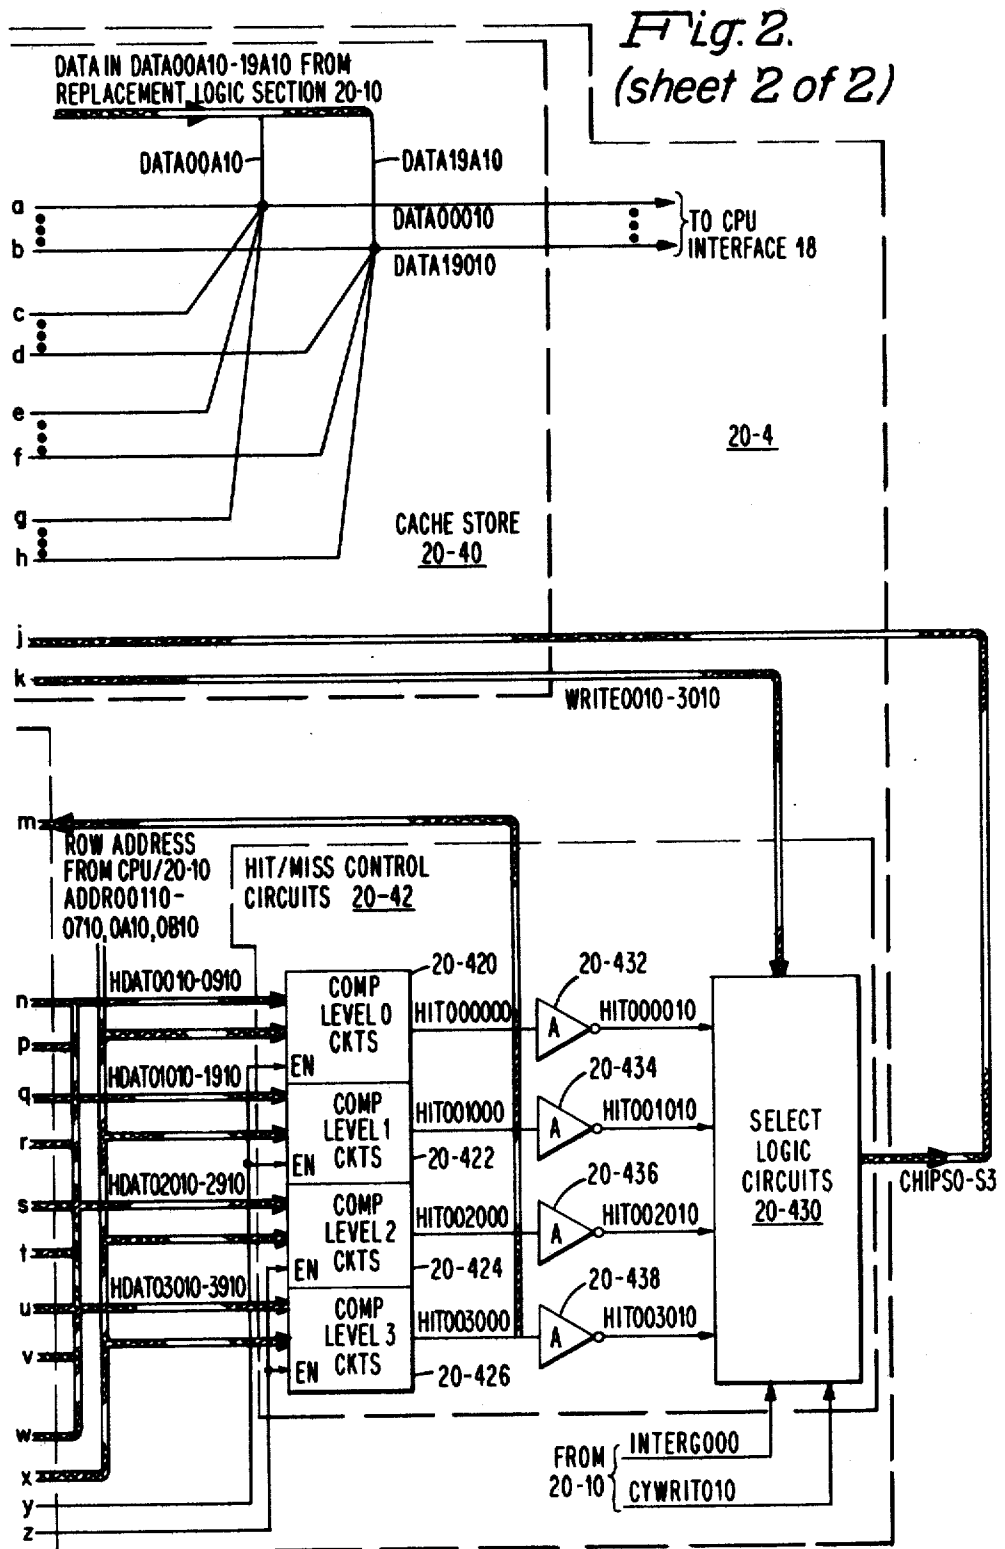 Fig. 2.
(sheet 2 of 2)
DATA IN DATA00A10-19A10 FROM
REPLACEMENT LOGIC SECTION 20-10
DATA00A10
DATA19A10
a
DATA00010
b
DATA19010
TO CPU
INTERFACE 18
c
d
e
f
20-4
g
h
CACHE STORE
20-40
j
k
WRITE0010-3010
m
ROW ADDRESS
FROM CPU/20-10
ADDR00110-
0710,0A10,0B10
HIT/MISS CONTROL
CIRCUITS 20-42
n
HDAT0010-0910
p
COMP
LEVEL 0
CKTS
EN
20-420
HIT000000
20-432
A
HIT000010
q
HDAT01010-1910
r
COMP
LEVEL 1
CKTS
EN
HIT001000
20-422
20-434
A
HIT001010
s
HDAT02010-2910
t
COMP
LEVEL 2
CKTS
EN
HIT002000
20-424
20-436
A
HIT002010
u
HDAT03010-3910
v
COMP
LEVEL 3
CKTS
EN
HIT003000
20-426
20-438
A
HIT003010
SELECT
LOGIC
CIRCUITS
20-430
CHIPS0-S3
w
x
y
z
FROM
20-10
INTERG000
CYWRIT010